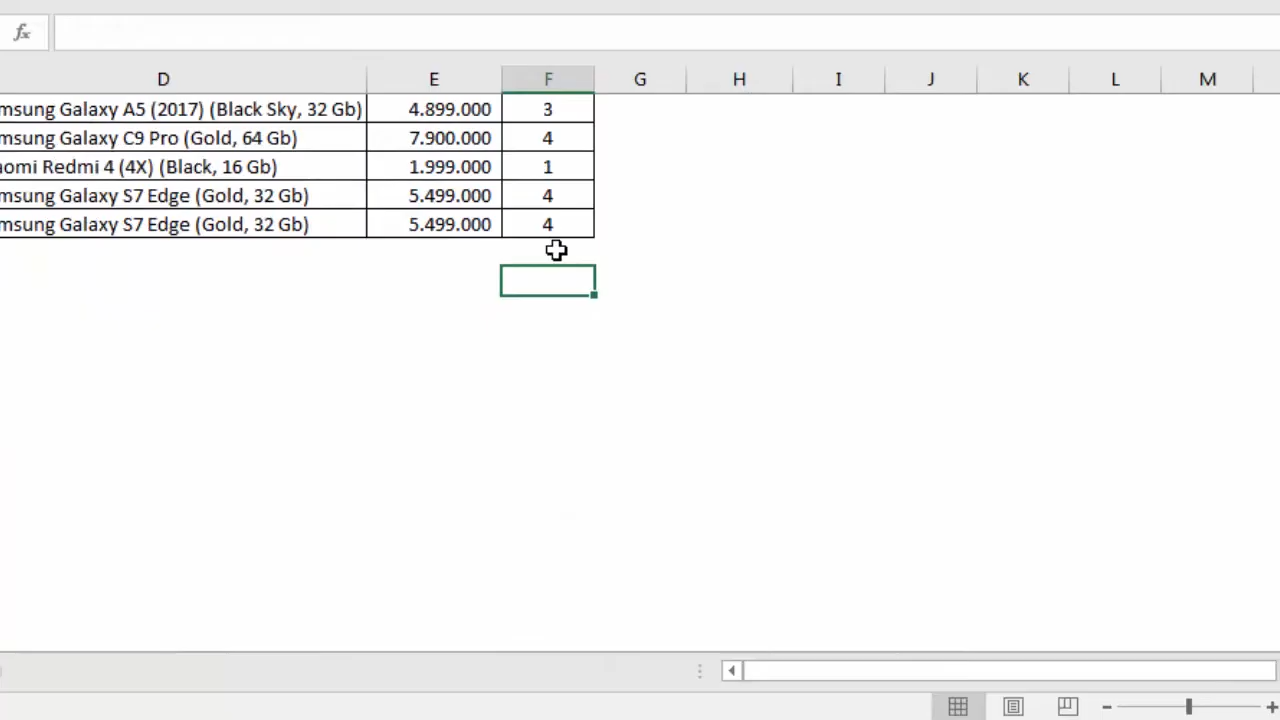 fx
D E F G H I J K L M
msung Galaxy A5 (2017) (Black Sky, 32 Gb) 4.899.000 3
msung Galaxy C9 Pro (Gold, 64 Gb) 7.900.000 4
aomi Redmi 4 (4X) (Black, 16 Gb) 1.999.000 1
msung Galaxy S7 Edge (Gold, 32 Gb) 5.499.000 4
msung Galaxy S7 Edge (Gold, 32 Gb) 5.499.000 4